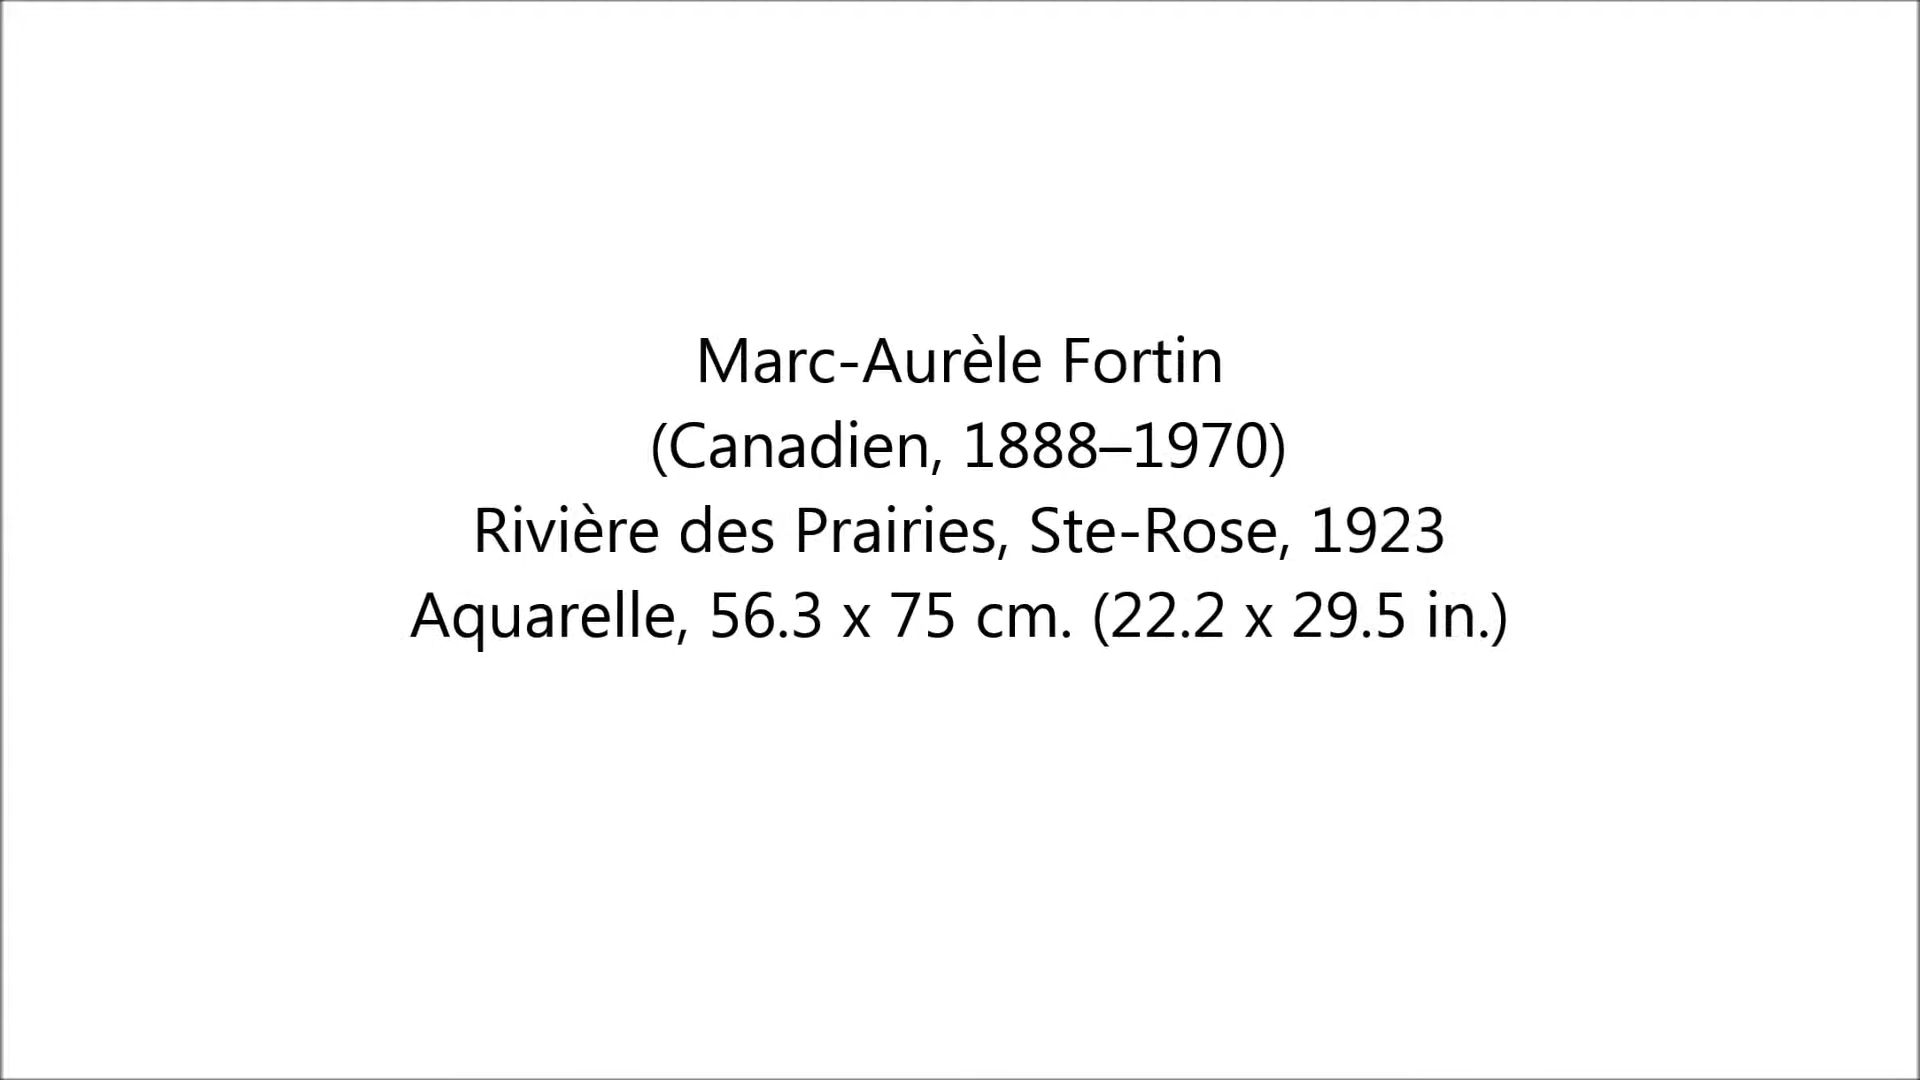 Marc-Aurèle Fortin
(Canadien, 1888–1970)
Rivière des Prairies, Ste-Rose, 1923
Aquarelle, 56.3 x 75 cm. (22.2 x 29.5 in.)